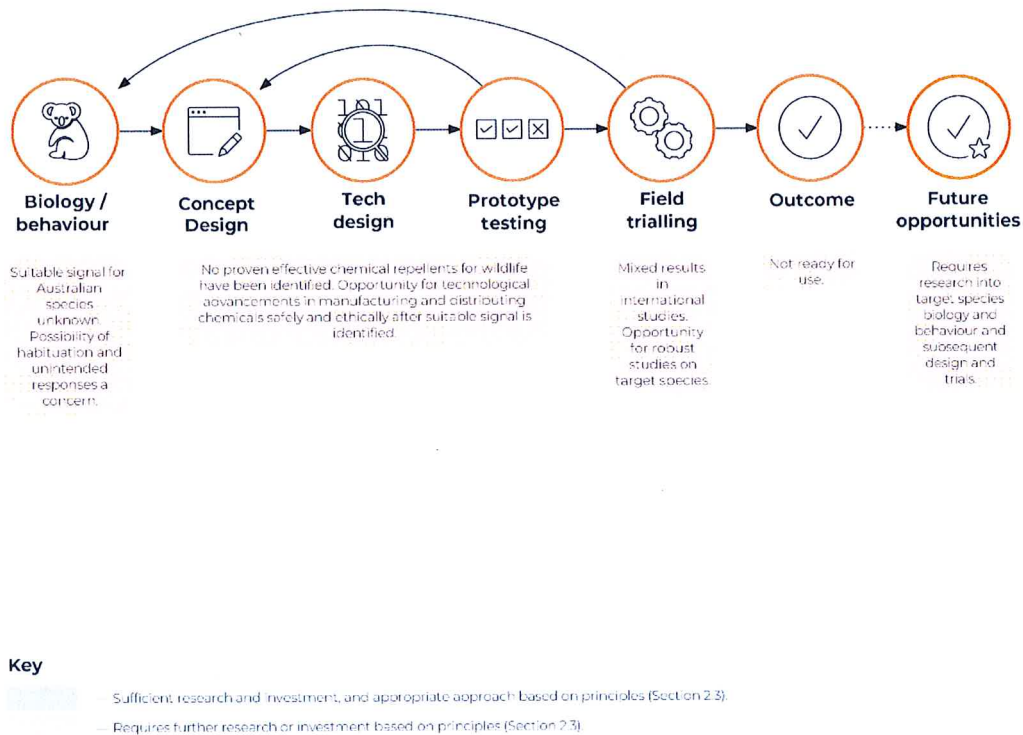 101
1
010
Biology /
behaviour
Concept
Design
Tech
design
Prototype
testing
Field
trialling
Outcome
Future
opportunities
Suitable signal for
Australian
species
unknown.
Possibility of
habituation and
unintended
responses a
concern.
No proven effective chemical repellents for wildlife
have been identified. Opportunity for technological
advancements in manufacturing and distributing
chemicals safely and ethically after suitable signal is
identified.
Mixed results
in
international
studies.
Opportunity
for robust
studies on
target species.
Not ready for
use.
Requires
research into
target species
biology and
behaviour and
subsequent
design and
trials.
Key
— Sufficient research and investment, and appropriate approach based on principles (Section 2.3).
— Requires further research or investment based on principles (Section 2.3).